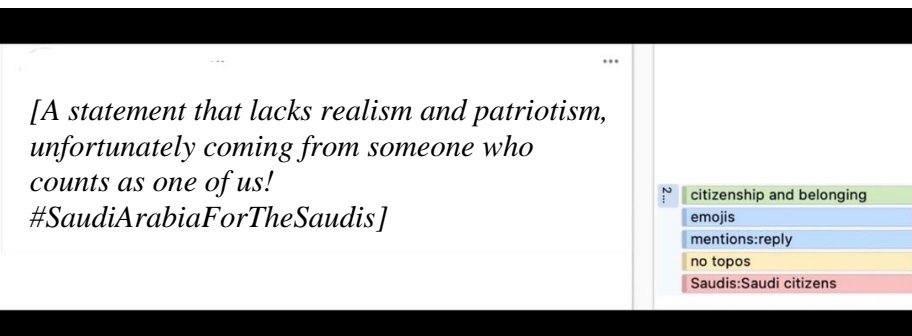 [A statement that lacks realism and patriotism,
unfortunately coming from someone who
counts as one of us!
#SaudiArabiaForTheSaudis]
2...
citizenship and belonging
emojis
mentions:reply
no topos
Saudis:Saudi citizens